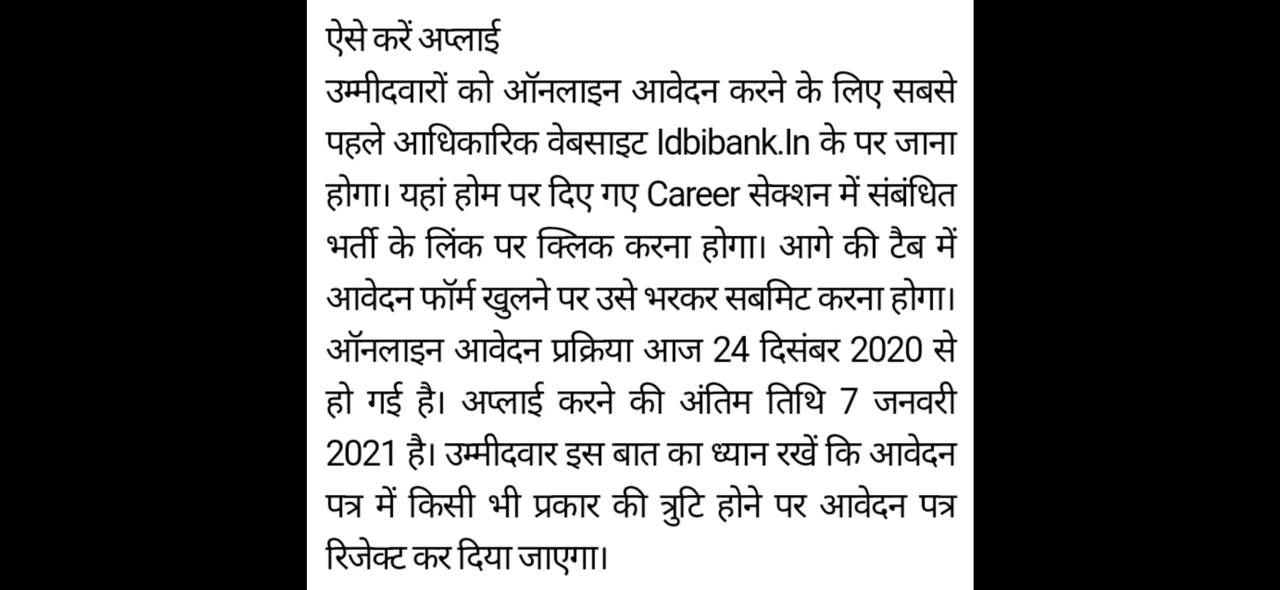 ऐसे करें अप्लाई
उम्मीदवारों को ऑनलाइन आवेदन करने के लिए सबसे
पहले आधिकारिक वेबसाइट Idbibank.In के पर जाना
होगा। यहां होम पर दिए गए Career सेक्शन में संबंधित
भर्ती के लिंक पर क्लिक करना होगा। आगे की टैब में
आवेदन फॉर्म खुलने पर उसे भरकर सबमिट करना होगा।
ऑनलाइन आवेदन प्रक्रिया आज 24 दिसंबर 2020 से
हो गई है। अप्लाई करने की अंतिम तिथि 7 जनवरी
2021 है। उम्मीदवार इस बात का ध्यान रखें कि आवेदन
पत्र में किसी भी प्रकार की त्रुटि होने पर आवेदन पत्र
रिजेक्ट कर दिया जाएगा।